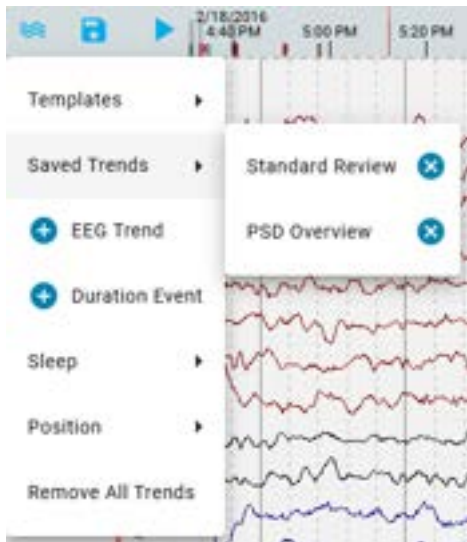 2/18/2016
4:40 PM 5:00 PM 5:20 PM
Templates
Saved Trends
Standard Review
EEG Trend
PSD Overview
Duration Event
Sleep
Position
Remove All Trends